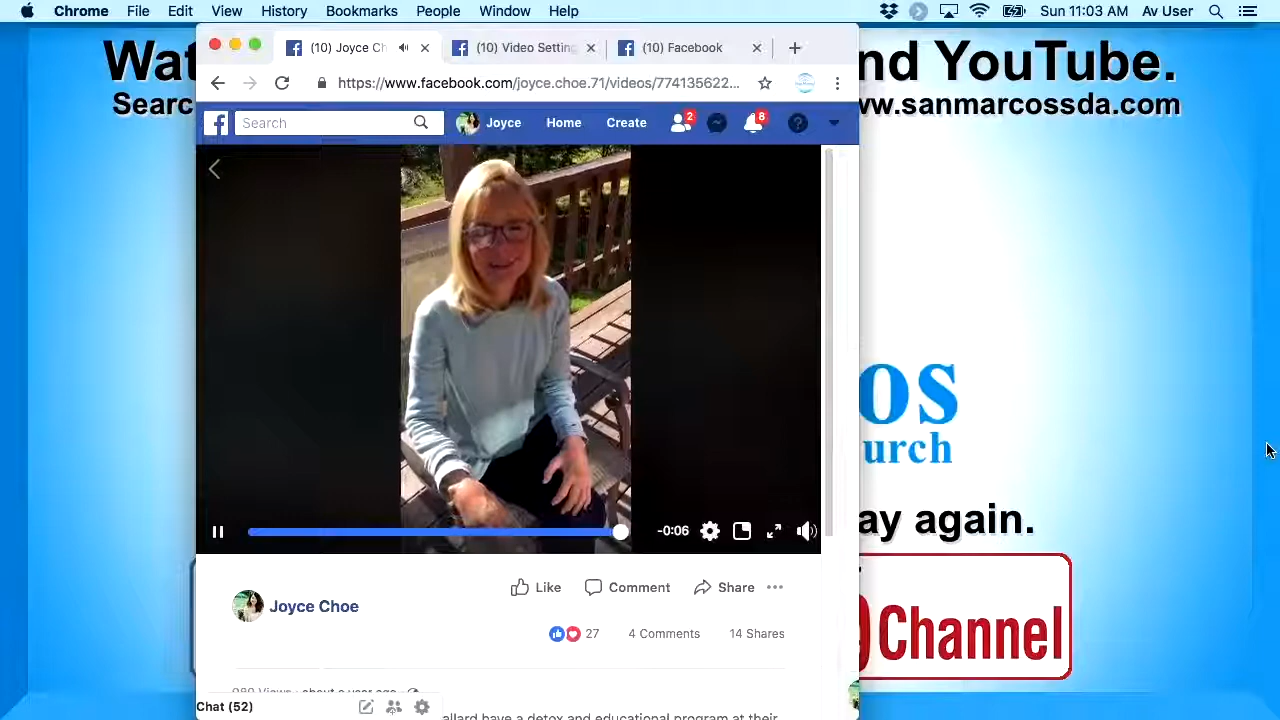 Chrome File Edit View History Bookmarks People Window Help Sun 11:03 AM Av User
Wat nd YouTube.
Searc ww.sanmarcossda.com
(10) Joyce Ch (10) Video Setting (10) Facebook
https://www.facebook.com/joyce.choe.71/videos/774135622...
Search Joyce Home Create 2 8
os
urch
ay again.
-0:06
Channel
Like Comment Share
Joyce Choe
27 4 Comments 14 Shares
Chat (52)
allard have a detox and educational program at their